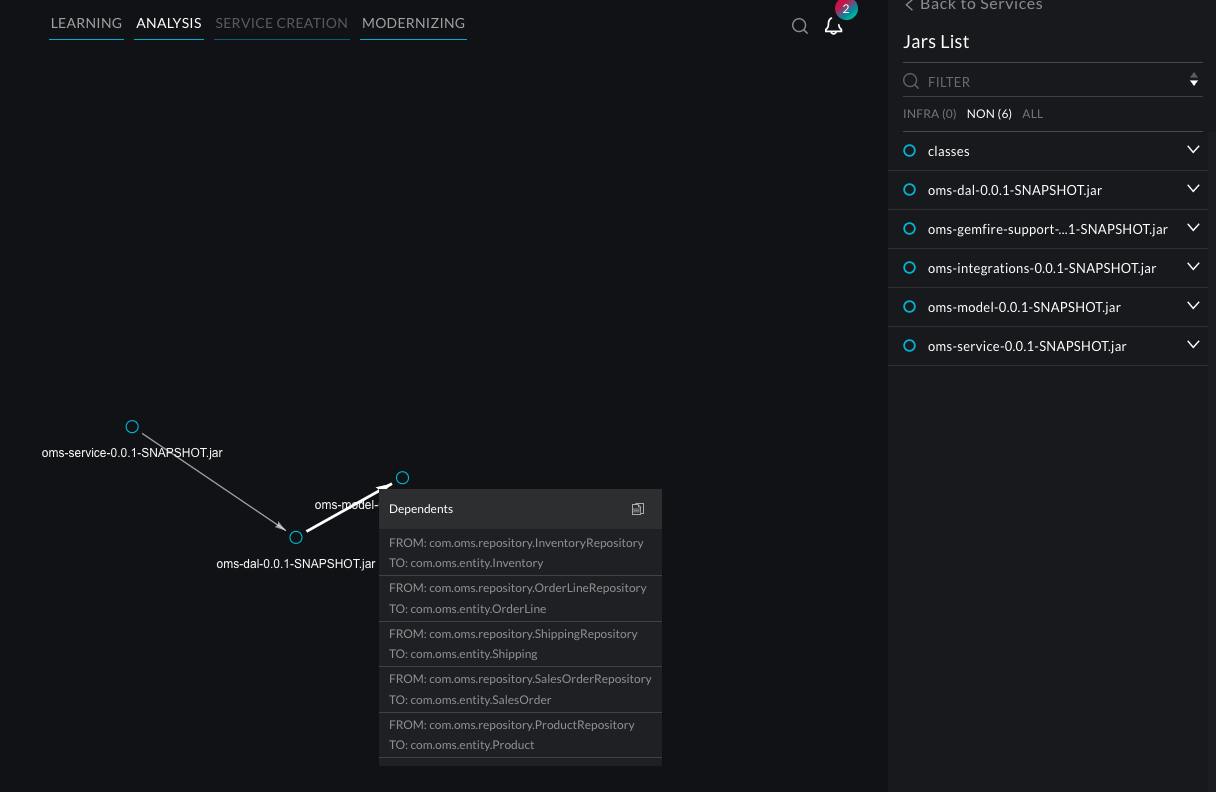 LEARNING ANALYSIS SERVICE CREATION MODERNIZING
2
oms-service-0.0.1-SNAPSHOT.jar
oms-model-
oms-dal-0.0.1-SNAPSHOT.jar
Dependents
FROM: com.oms.repository.InventoryRepository
TO: com.oms.entity.Inventory
FROM: com.oms.repository.OrderLineRepository
TO: com.oms.entity.OrderLine
FROM: com.oms.repository.ShippingRepository
TO: com.oms.entity.Shipping
FROM: com.oms.repository.SalesOrderRepository
TO: com.oms.entity.SalesOrder
FROM: com.oms.repository.ProductRepository
TO: com.oms.entity.Product
Back to Services
Jars List
FILTER
INFRA (0) NON (6) ALL
classes
oms-dal-0.0.1-SNAPSHOT.jar
oms-gemfire-support-...1-SNAPSHOT.jar
oms-integrations-0.0.1-SNAPSHOT.jar
oms-model-0.0.1-SNAPSHOT.jar
oms-service-0.0.1-SNAPSHOT.jar